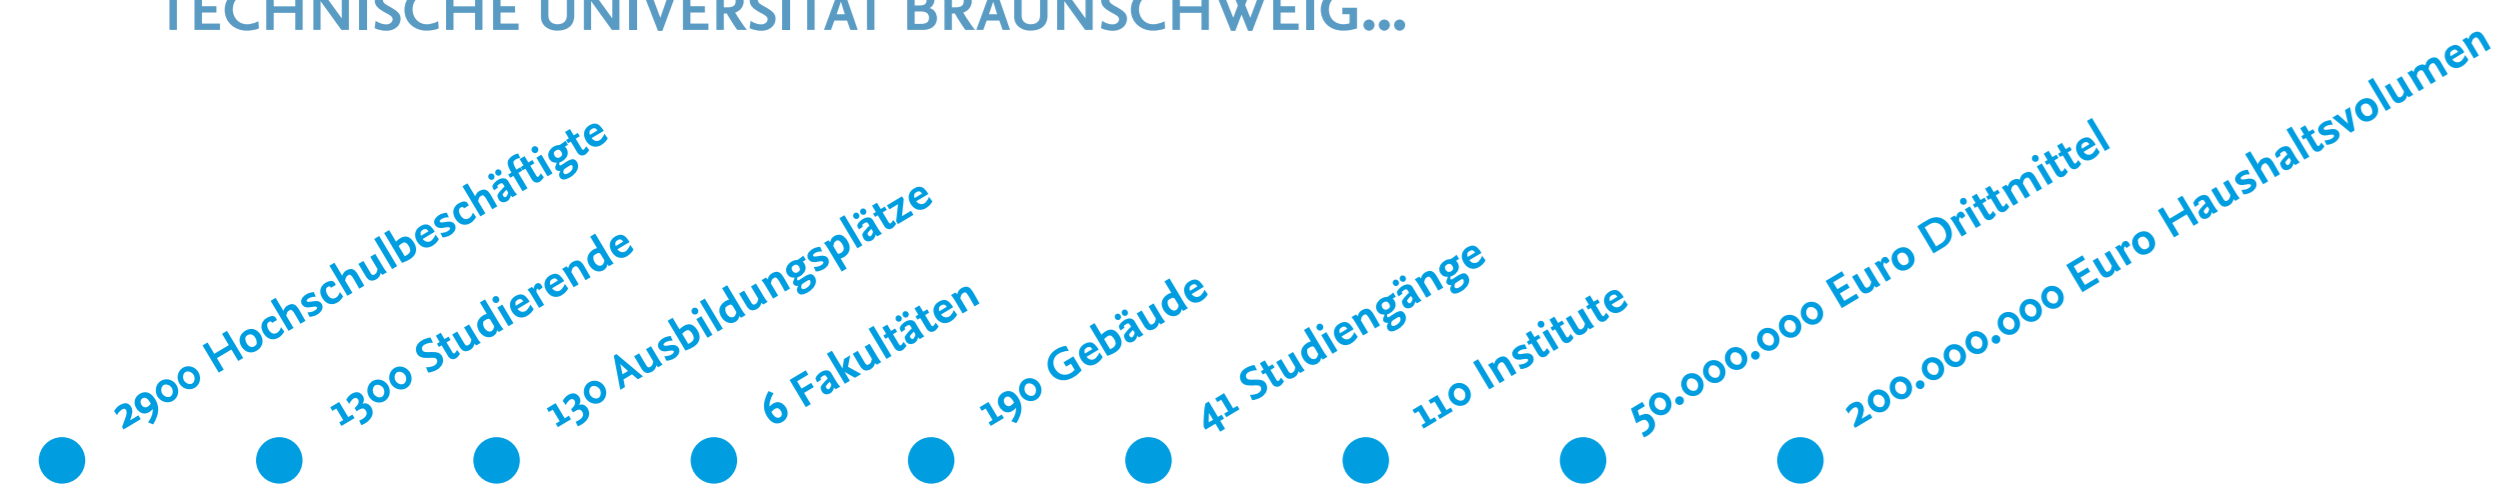 TECHNISCHE UNIVERSITÄT BRAUNSCHWEIG...
2900 Hochschulbeschäftigte
13300 Studierende
130 Ausbildungsplätze
6 Fakultäten
190 Gebäude
41 Studiengänge
110 Institute
50.000.000 Euro Drittmittel
200.000.000 Euro Haushaltsvolumen